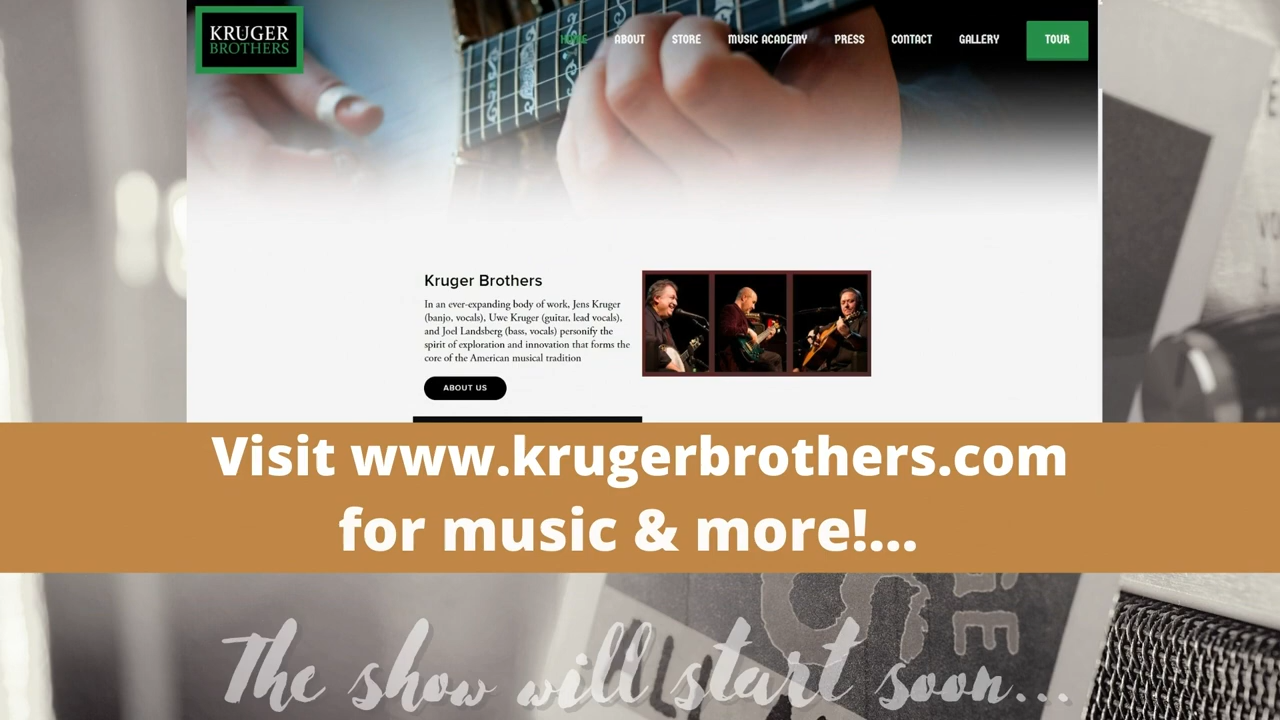 KRUGER
BROTHERS
HOME ABOUT STORE MUSIC ACADEMY PRESS CONTACT GALLERY TOUR
Kruger Brothers
In an ever-expanding body of work, Jens Kruger
(banjo, vocals), Uwe Kruger (guitar, lead vocals),
and Joel Landsberg (bass, vocals) personify the
spirit of exploration and innovation that forms the
core of the American musical tradition
ABOUT US
Visit www.krugerbrothers.com
for music & more!...
The show will start soon...